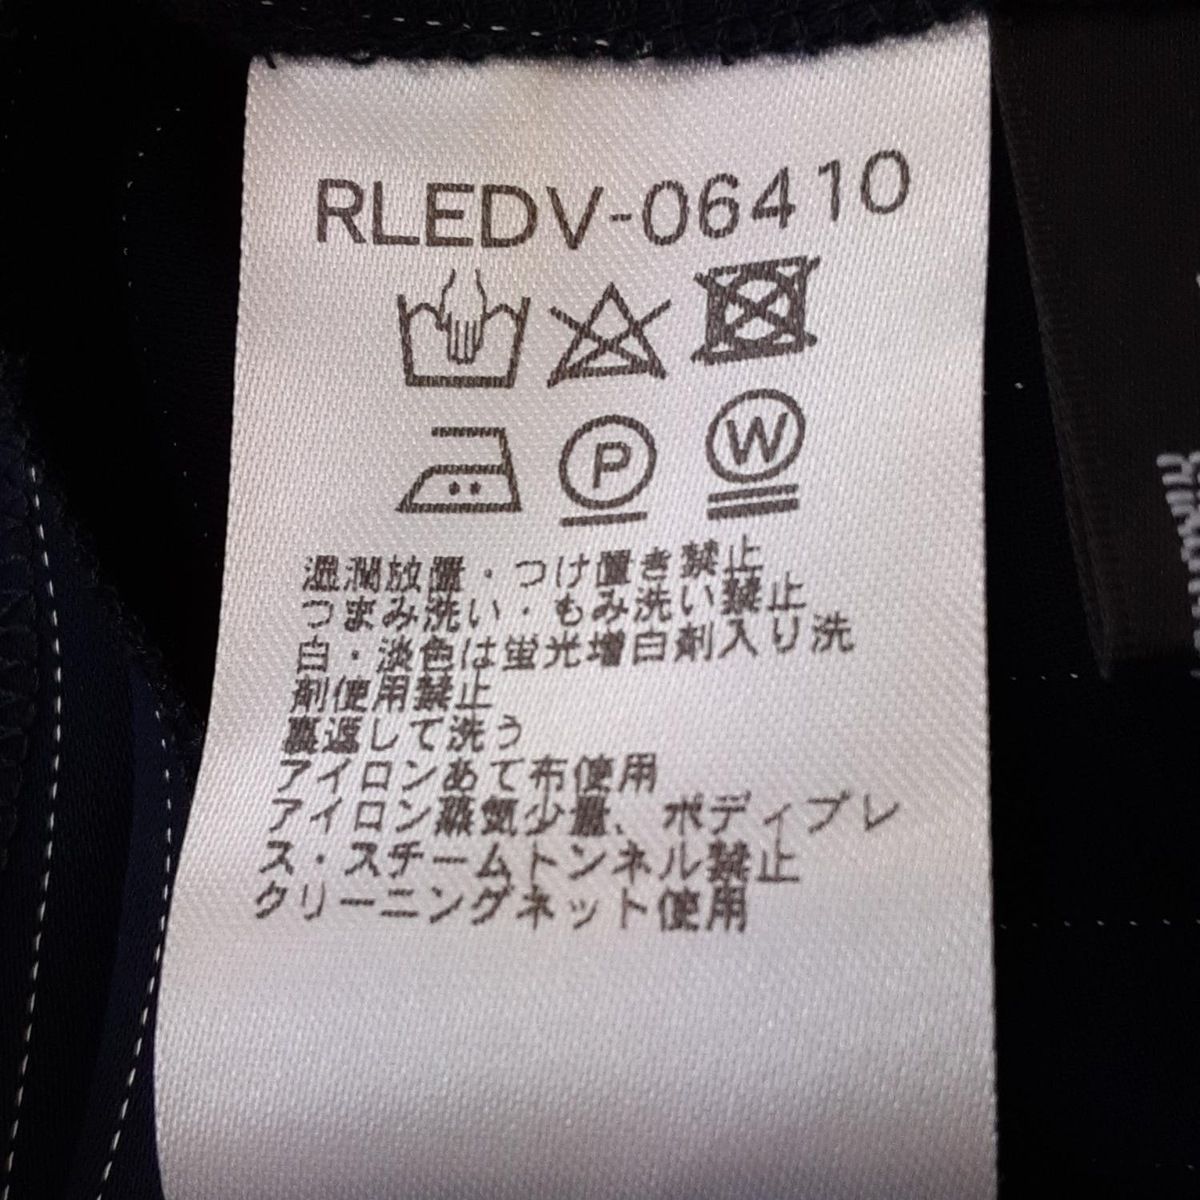 RLEDV-06410
P
W
湿潤放置・つけ置き禁止
つまみ洗い・もみ洗い禁止
白・淡色は蛍光増白剤入り洗
剤使用禁止
裏返して洗う
アイロンあて布使用
アイロン蒸気少量、ボディプレ
ス・スチームトンネル禁止
クリーニングネット使用